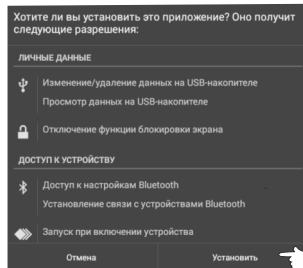 Хотите ли вы установить это приложение? Оно получит
следующие разрешения:
ЛИЧНЫЕ ДАННЫЕ
Изменение/удаление данных на USB-накопителе
Просмотр данных на USB-накопителе
Отключение функции блокировки экрана
ДОСТУП К УСТРОЙСТВУ
Доступ к настройкам Bluetooth
Установление связи с устройствами Bluetooth
Запуск при включении устройства
Отмена
Установить